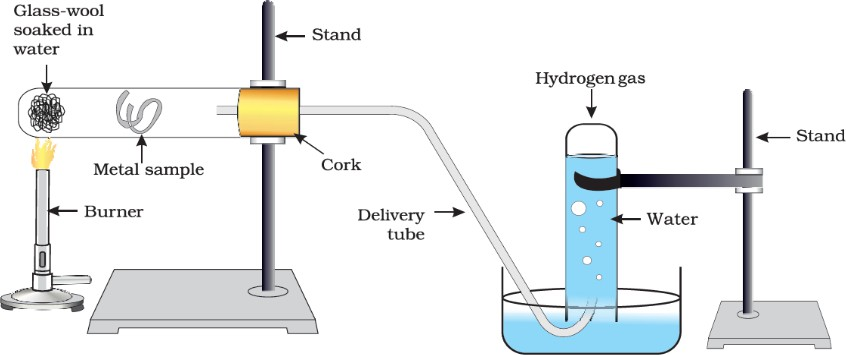 Glass-wool
soaked in
water
Stand
Hydrogen gas
Stand
Metal sample
Cork
Burner
Delivery
tube
Water